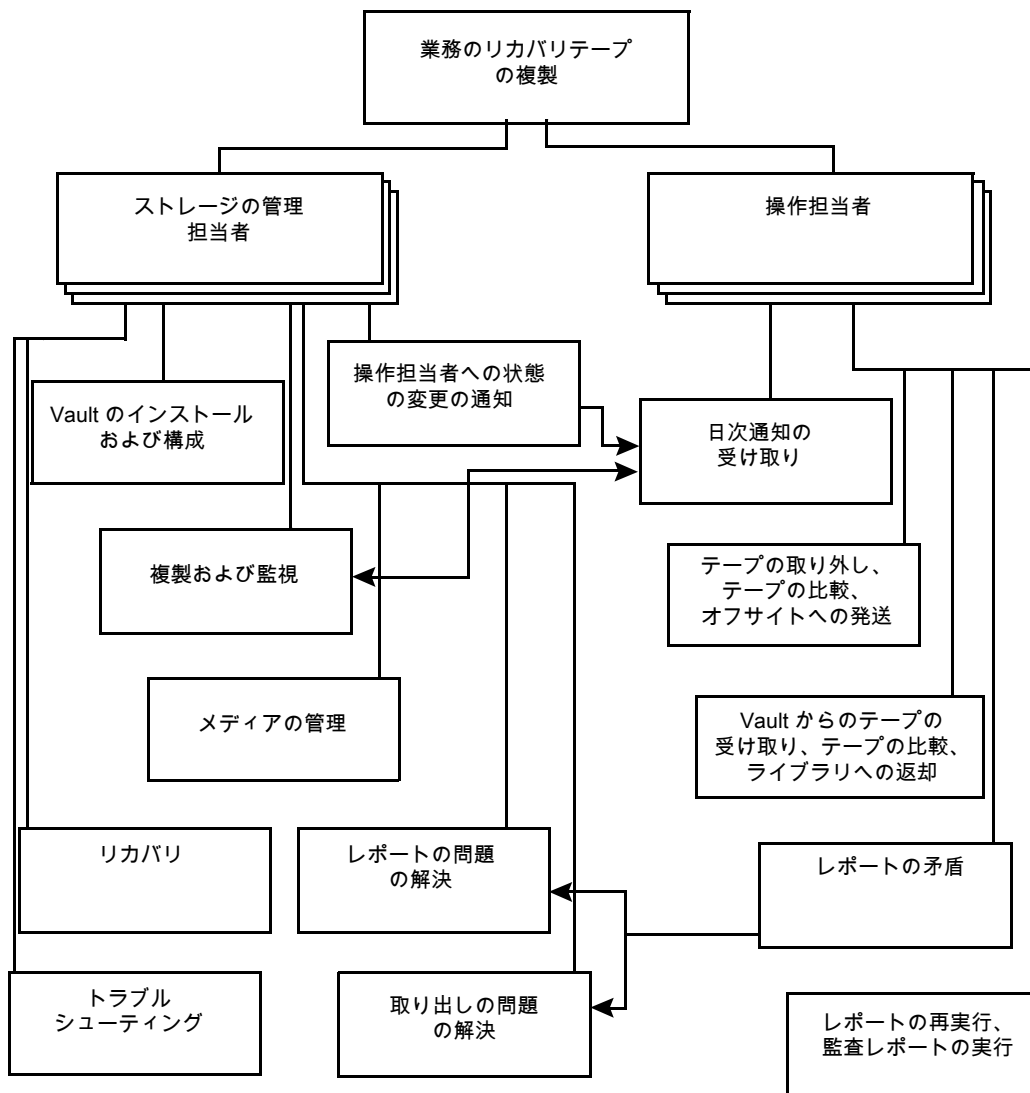 業務のリカバリテープ
の複製
ストレージの管理
担当者
操作担当者
操作担当者への状態
の変更の通知
Vault のインストール
および構成
日次通知の
受け取り
複製および監視
テープの取り外し、
テープの比較、
オフサイトへの発送
メディアの管理
Vault からのテープの
受け取り、テープの比較、
ライブラリへの返却
リカバリ
レポートの問題
の解決
レポートの矛盾
トラブル
シューティング
取り出しの問題
の解決
レポートの再実行、
監査レポートの実行